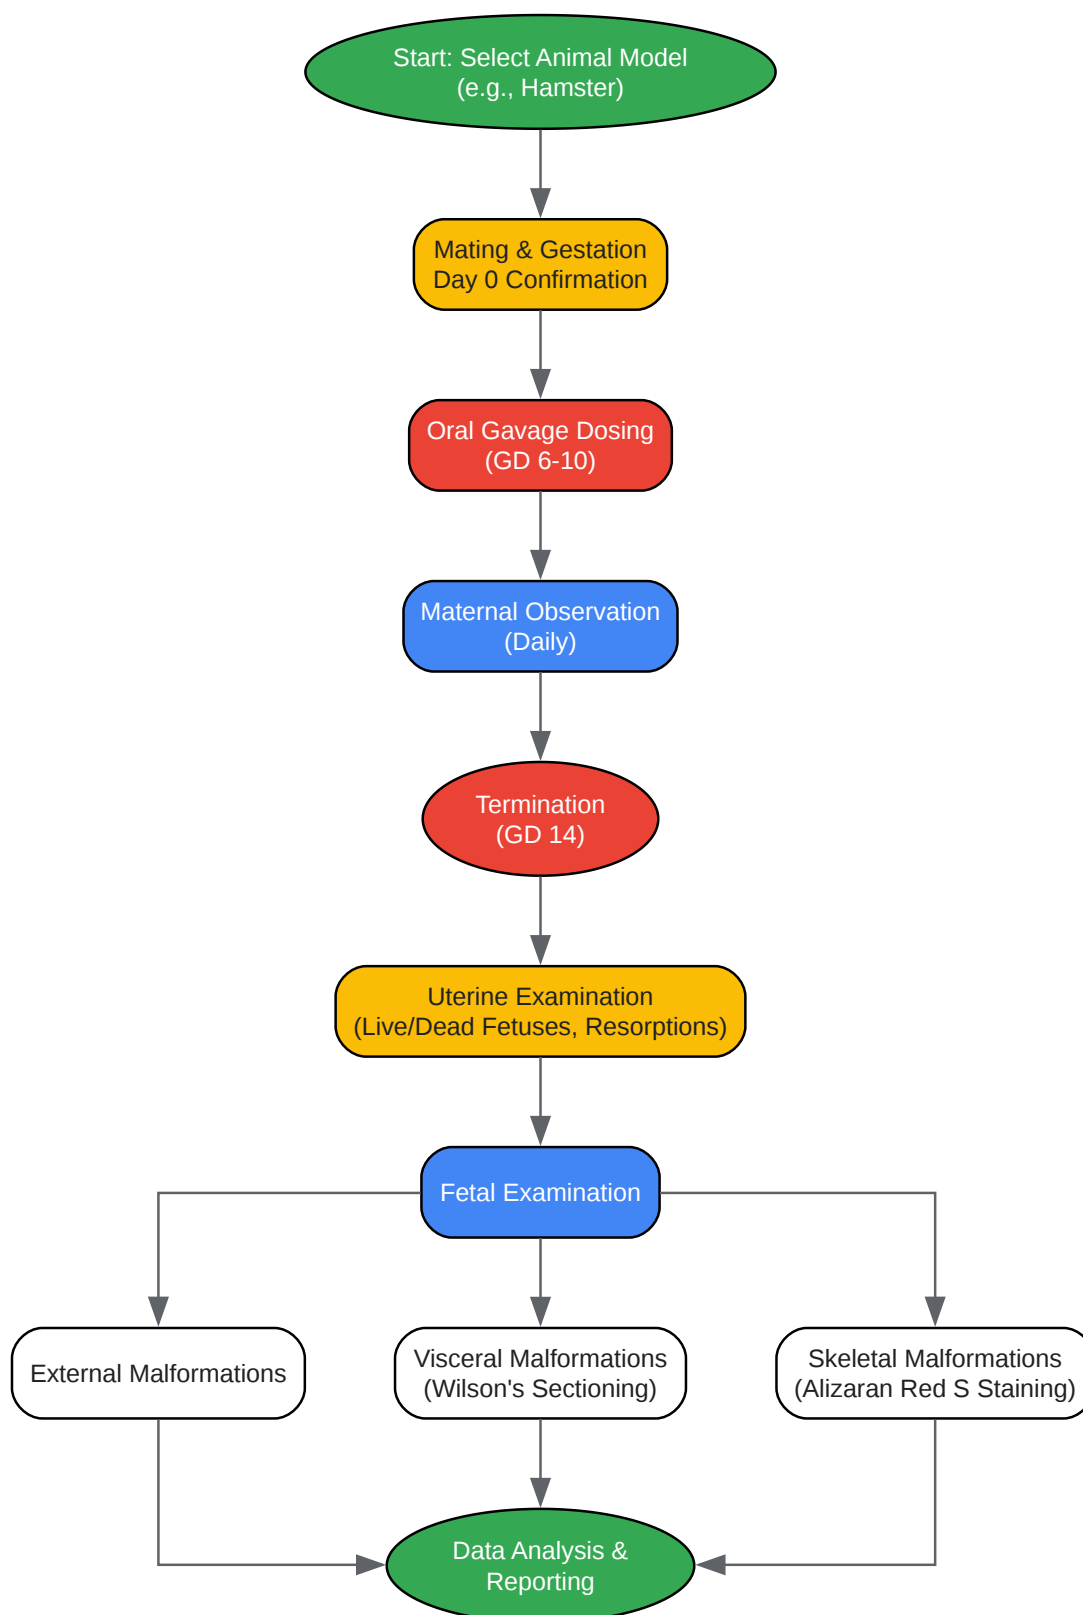 Start: Select Animal Model
(e.g., Hamster)
Mating & Gestation
Day 0 Confirmation
Oral Gavage Dosing
(GD 6-10)
Maternal Observation
(Daily)
Termination
(GD 14)
Uterine Examination
(Live/Dead Fetuses, Resorptions)
Fetal Examination
External Malformations
Visceral Malformations
(Wilson's Sectioning)
Skeletal Malformations
(Alizaran Red S Staining)
Data Analysis &
Reporting